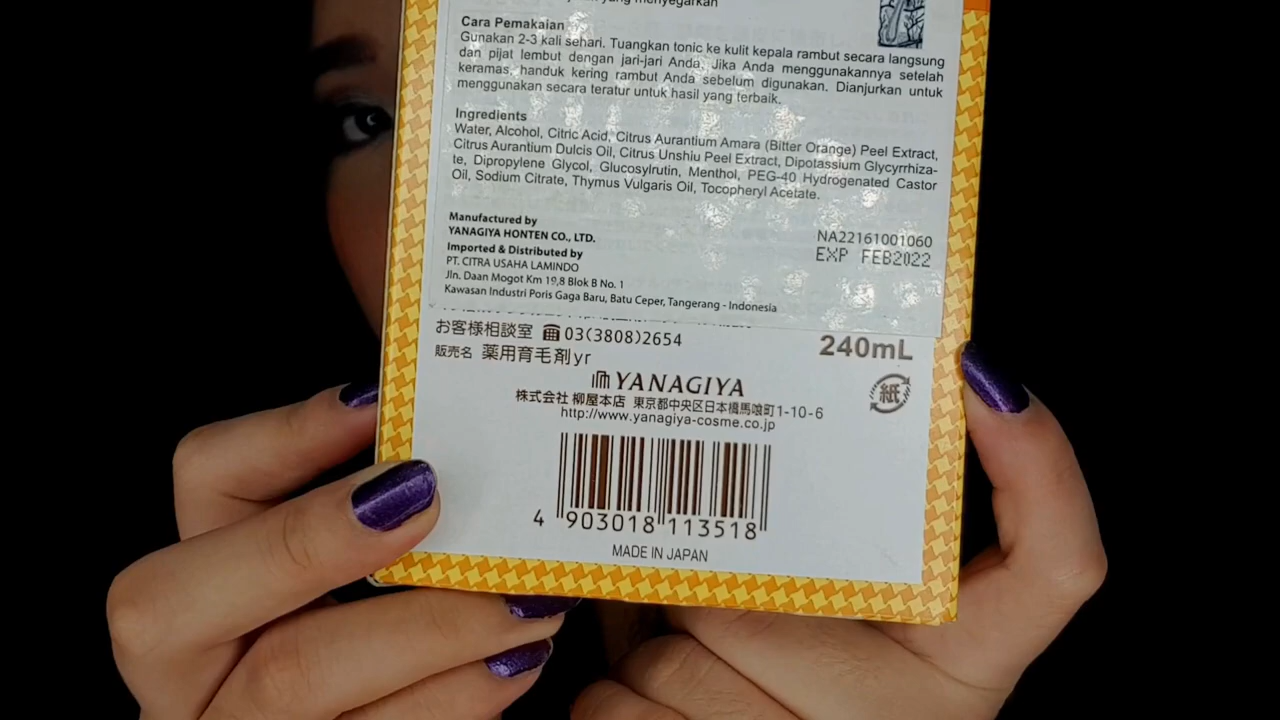 yang menyegarkan
Cara Pemakaian
Gunakan 2-3 kali sehari. Tuangkan tonic ke kulit kepala rambut secara langsung
dan pijat lembut dengan jari-jari Anda. Jika Anda menggunakannya setelah
keramas, handuk kering rambut Anda sebelum digunakan. Dianjurkan untuk
menggunakan secara teratur untuk hasil yang terbaik.
Ingredients
Water, Alcohol, Citric Acid, Citrus Aurantium Amara (Bitter Orange) Peel Extract,
Citrus Aurantium Dulcis Oil, Citrus Unshiu Peel Extract, Dipotassium Glycyrrhiza-
te, Dipropylene Glycol, Glucosylrutin, Menthol, PEG-40 Hydrogenated Castor
Oil, Sodium Citrate, Thymus Vulgaris Oil, Tocopheryl Acetate.
Manufactured by
YANAGIYA HONTEN CO., LTD.
Imported & Distributed by
PT. CITRA USAHA LAMINDO
Jln. Daan Mogot Km 19,8 Blok B No. 1
Kawasan Industri Poris Gaga Baru, Batu Ceper, Tangerang - Indonesia
NA22161001060
EXP FEB2022
お客様相談室 ☎03(3808)2654
販売名 薬用育毛剤yr
240mL
紙
YANAGIYA
株式会社 柳屋本店 東京都中央区日本橋馬喰町1-10-6
http://www.yanagiya-cosme.co.jp
4 903018 113518
MADE IN JAPAN